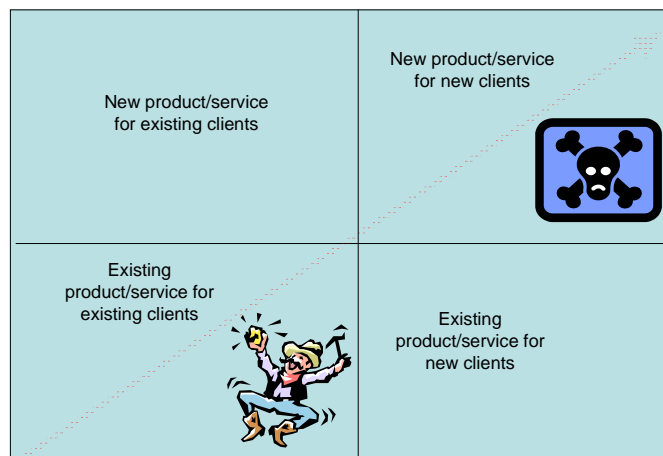 New product/service
for existing clients
New product/service
for new clients
Existing
product/service for
existing clients
Existing
product/service for
new clients